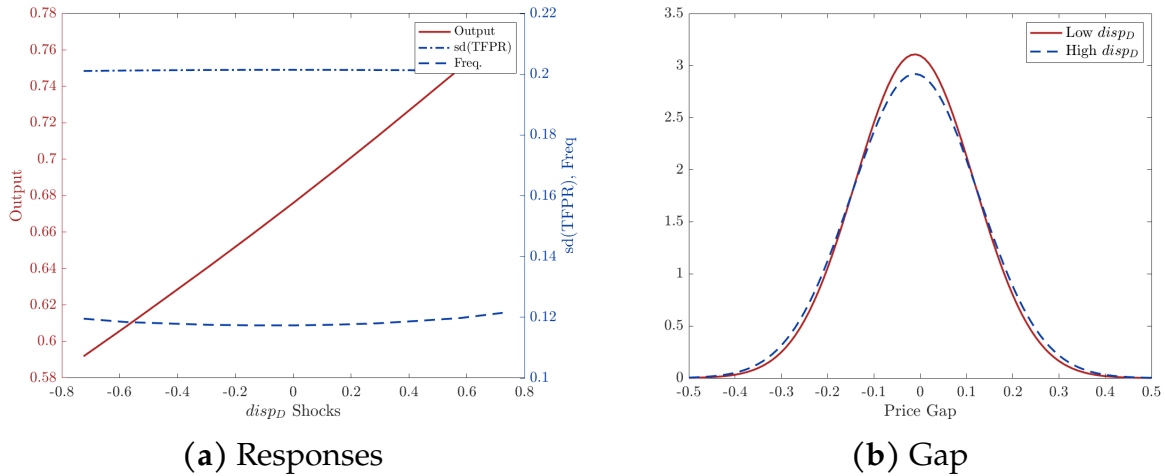 0.78
0.76
0.74
0.72
0.7
0.68
0.66
0.64
0.62
0.6
0.58
Output
0.22
0.2
0.18
0.16
0.14
0.12
0.1
sd(TFPR), Freq
Output
sd(TFPR)
Freq.
-0.8 -0.6 -0.4 -0.2 0 0.2 0.4 0.6 0.8
disp_D Shocks
(a) Responses
3.5
3
2.5
2
1.5
1
0.5
0
Low disp_D
High disp_D
-0.5 -0.4 -0.3 -0.2 -0.1 0 0.1 0.2 0.3 0.4 0.5
Price Gap
(b) Gap